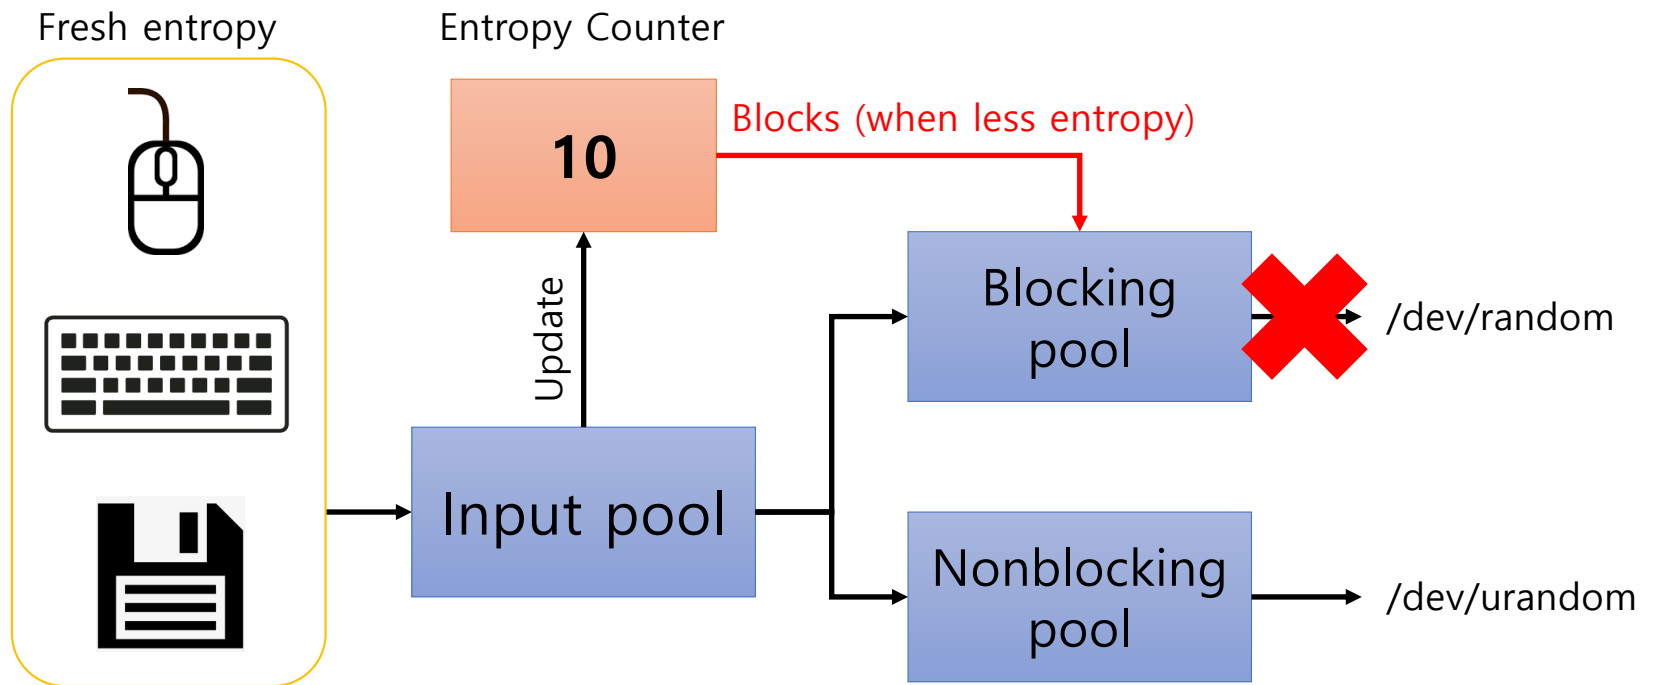 Fresh entropy
Entropy Counter
10
Blocks (when less entropy)
Update
Blocking
pool
/dev/random
Input pool
Nonblocking
pool
/dev/urandom